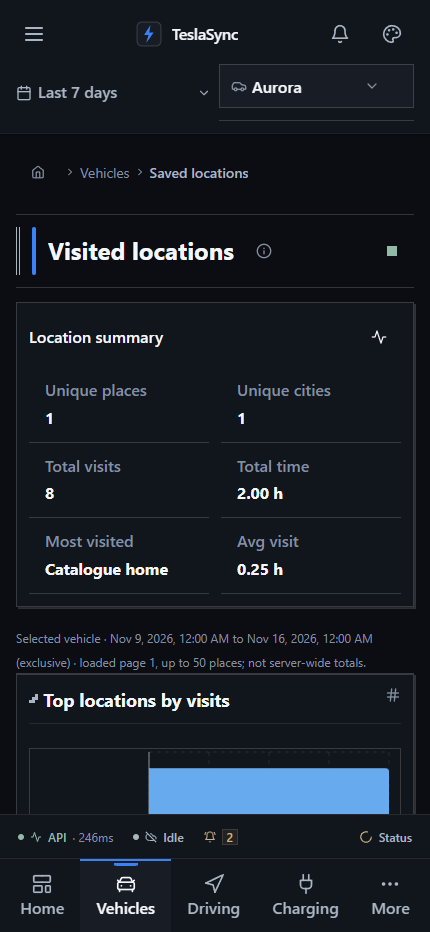 TeslaSync
Last 7 days
Aurora
Vehicles
Saved locations
Visited locations
Location summary
Unique places
1
Unique cities
1
Total visits
8
Total time
2.00 h
Most visited
Catalogue home
Avg visit
0.25 h
Selected vehicle · Nov 9, 2026, 12:00 AM to Nov 16, 2026, 12:00 AM
(exclusive) · loaded page 1, up to 50 places; not server-wide totals.
Top locations by visits
API · 246ms
Idle
2
Status
Home
Vehicles
Driving
Charging
More